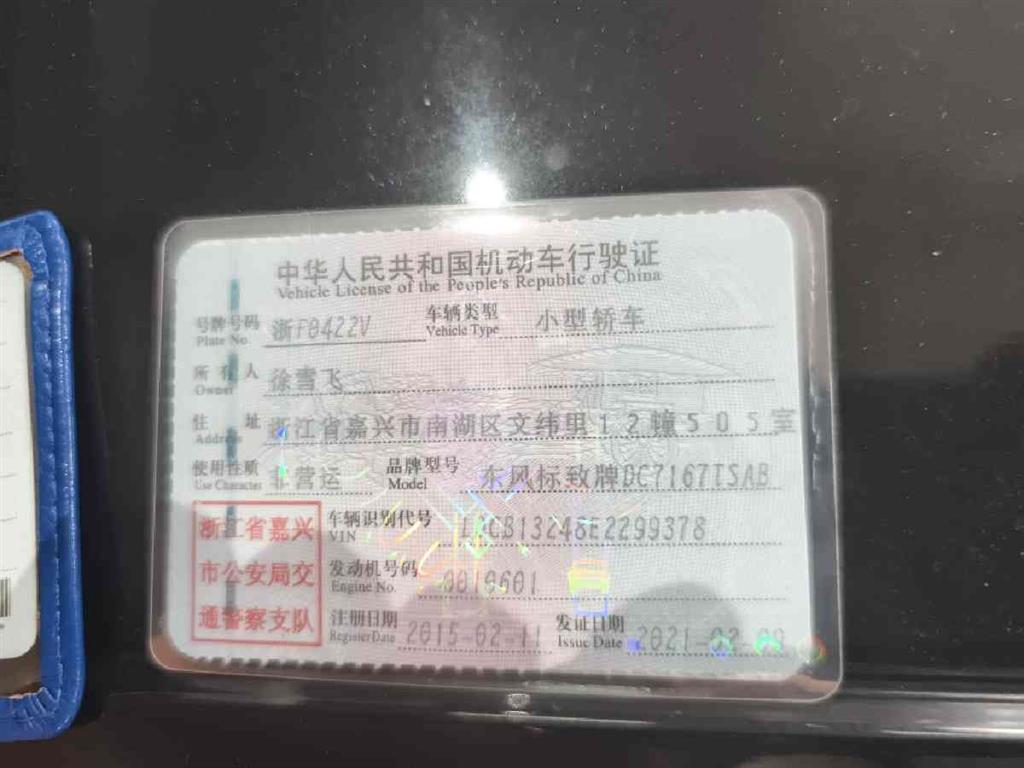 中华人民共和国机动车行驶证
Vehicle License of the People's Republic of China
号牌号码 浙F0422V 车辆类型 小型轿车
Plate No. Vehicle Type
所有人 徐雪飞
Owner
住址 浙江省嘉兴市南湖区文纬里12幢505室
Address
使用性质 非营运 品牌型号 东风标致牌DC7167TSAB
Use Character Model
浙江省嘉兴 车辆识别代号
VIN
市公安局交 发动机号码 0010601
Engine No.
通警察支队 注册日期 2015-02-11 发证日期 2021-02-09
Register Date Issue Date